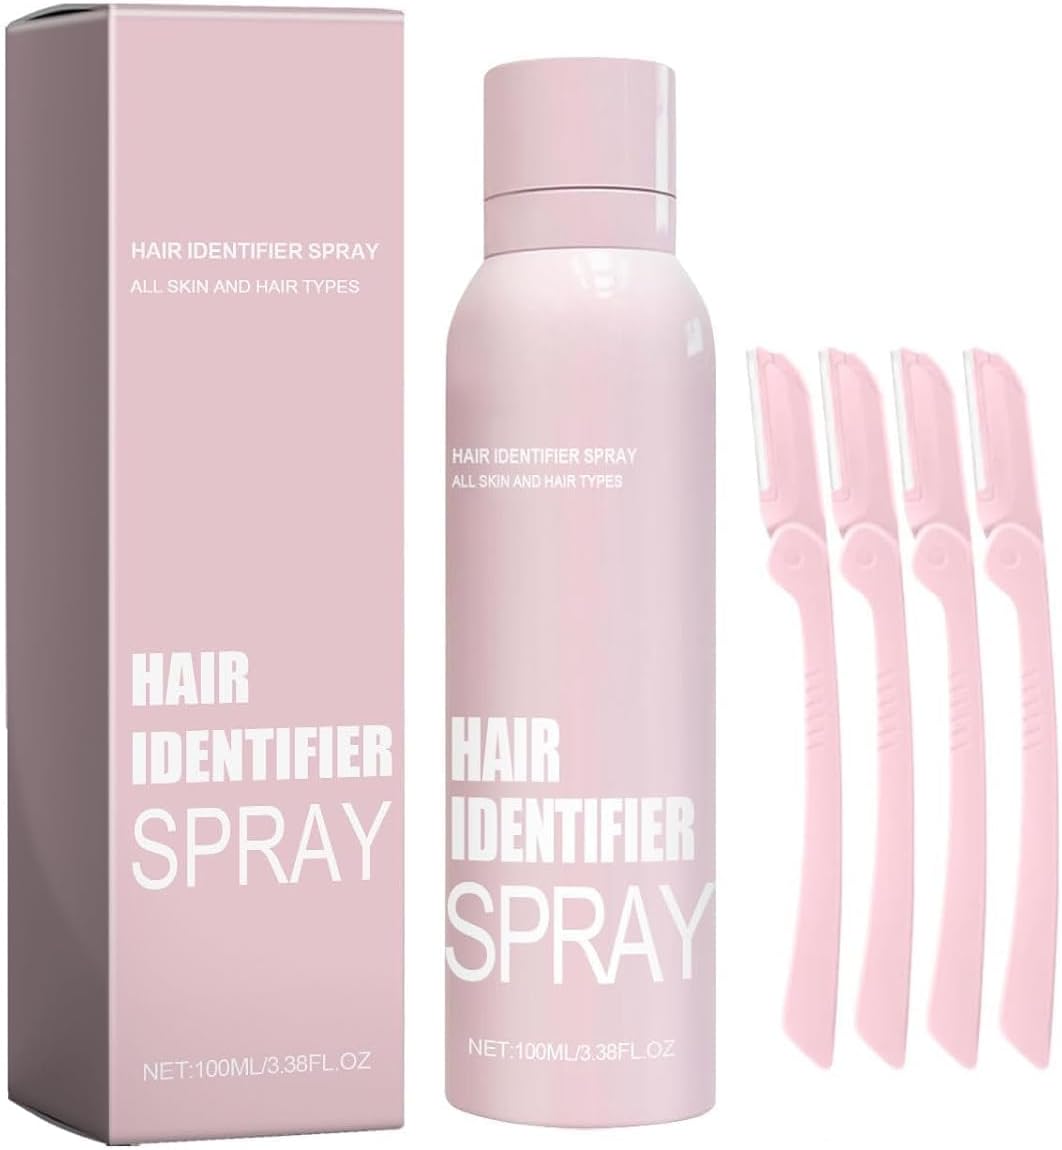 HAIR IDENTIFIER SPRAY
ALL SKIN AND HAIR TYPES
HAIR
IDENTIFIER
SPRAY
NET:100ML/3.38FL.OZ
HAIR IDENTIFIER SPRAY
ALL SKIN AND HAIR TYPES
HAIR
IDENTIFIER
SPRAY
NET:100ML/3.38FL.OZ